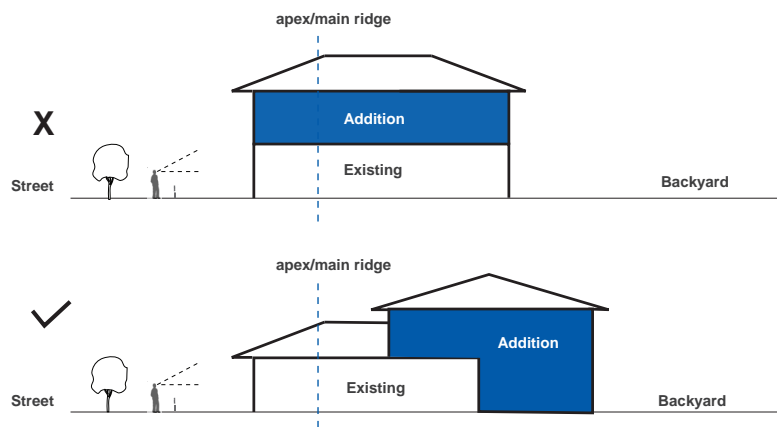 apex/main ridge
X
Addition
Existing
Street
Backyard
apex/main ridge
Addition
Existing
Street
Backyard